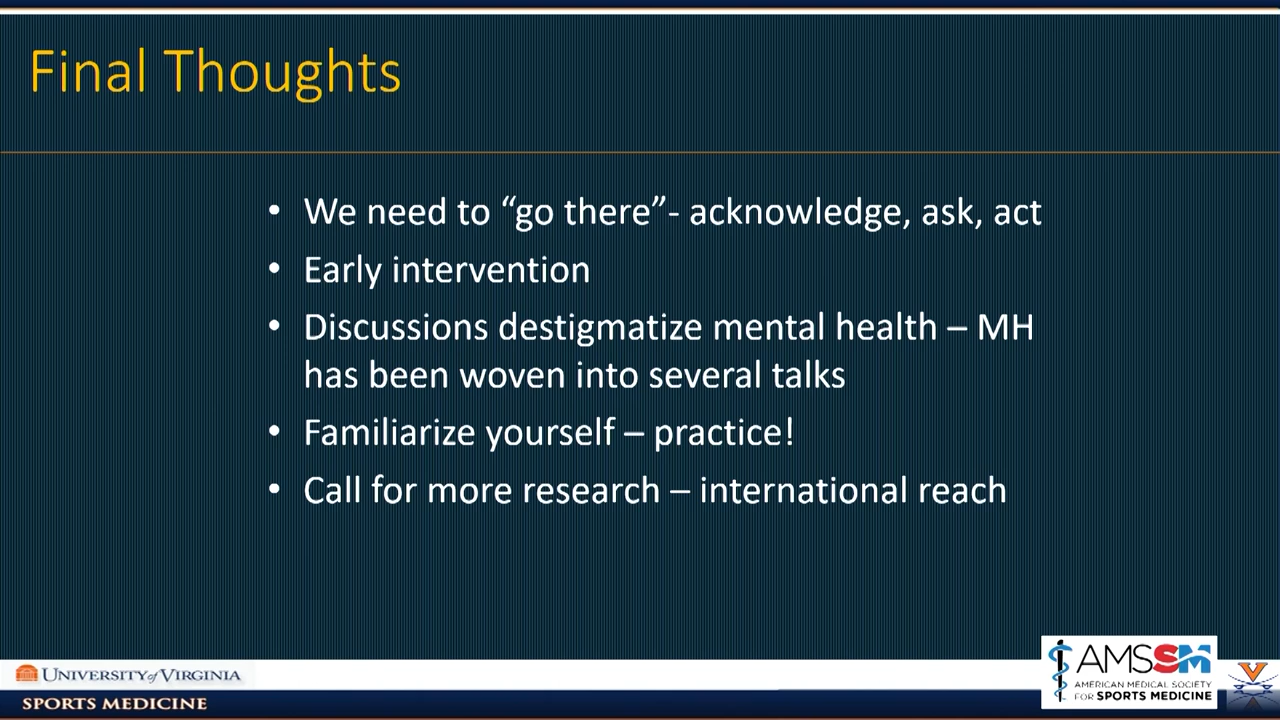 Final Thoughts
• We need to “go there”- acknowledge, ask, act
• Early intervention
• Discussions destigmatize mental health – MH
has been woven into several talks
• Familiarize yourself – practice!
• Call for more research – international reach
UNIVERSITY of VIRGINIA
SPORTS MEDICINE
AMSSM
AMERICAN MEDICAL SOCIETY
FOR SPORTS MEDICINE